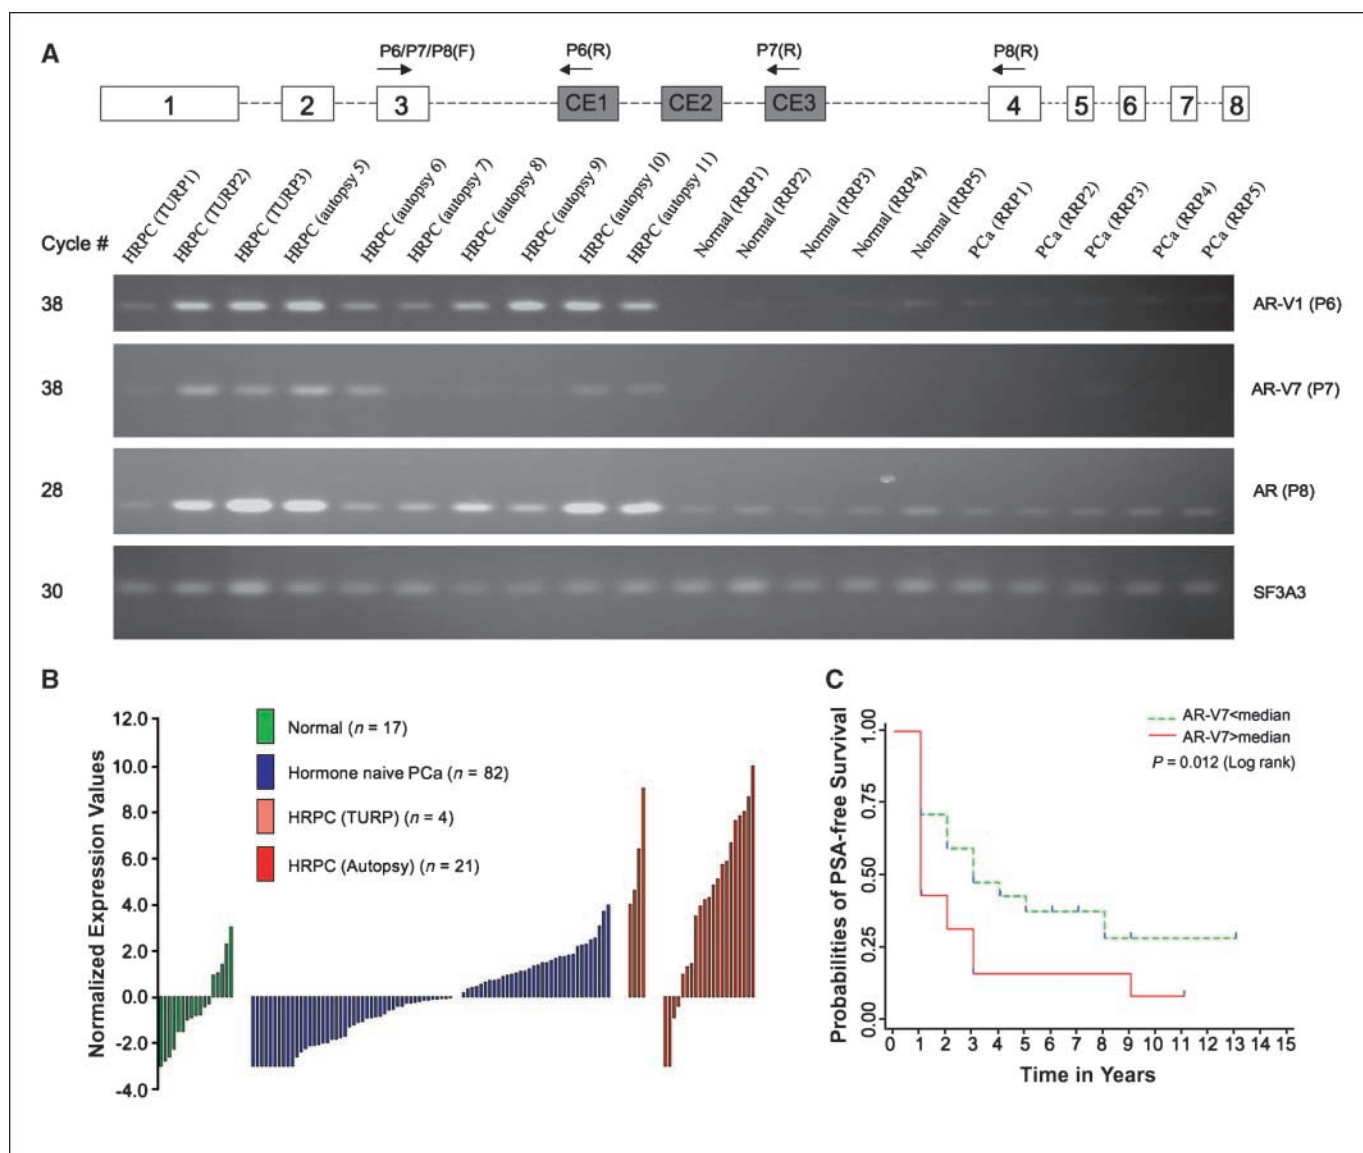 A
P6/P7/P8(F) P6(R) P7(R) P8(R)
1 2 3 CE1 CE2 CE3 4 5 6 7 8
Cycle #
HRPC (TURP1)
HRPC (TURP2)
HRPC (TURP3)
HRPC (autopsy 5)
HRPC (autopsy 6)
HRPC (autopsy 7)
HRPC (autopsy 8)
HRPC (autopsy 9)
HRPC (autopsy 10)
HRPC (autopsy 11)
Normal (RRP1)
Normal (RRP2)
Normal (RRP3)
Normal (RRP4)
Normal (RRP5)
PCa (RRP1)
PCa (RRP2)
PCa (RRP3)
PCa (RRP4)
PCa (RRP5)
38 AR-V1 (P6)
38 AR-V7 (P7)
28 AR (P8)
30 SF3A3
B
Normalized Expression Values
12.0
10.0
8.0
6.0
4.0
2.0
0.0
-2.0
-4.0
Normal (n = 17)
Hormone naive PCa (n = 82)
HRPC (TURP) (n = 4)
HRPC (Autopsy) (n = 21)
C
Probabilities of PSA-free Survival
1.00
0.75
0.50
0.25
0.00
AR-V7<median
AR-V7>median
P = 0.012 (Log rank)
0 1 2 3 4 5 6 7 8 9 10 11 12 13 14 15
Time in Years